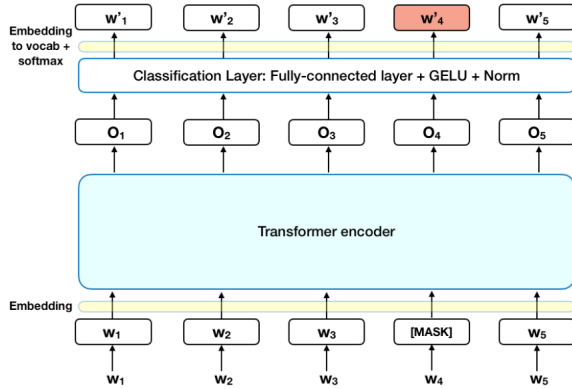 Embedding
to vocab +
softmax
w'1 w'2 w'3 w'4 w'5
Classification Layer: Fully-connected layer + GELU + Norm
O1 O2 O3 O4 O5
Transformer encoder
Embedding
W1 W2 W3 [MASK] W5
W1 W2 W3 W4 W5